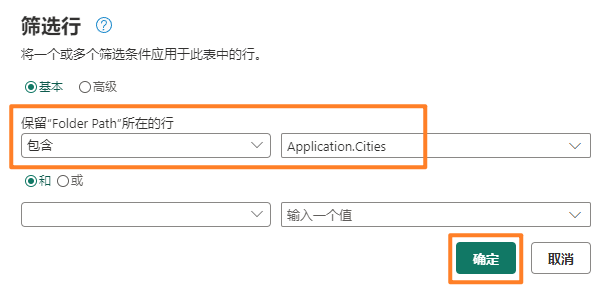 筛选行 ?
将一个或多个筛选条件应用于此表中的行。
基本 高级
保留"Folder Path"所在的行
包含 Application.Cities
和 或
输入一个值
确定 取消